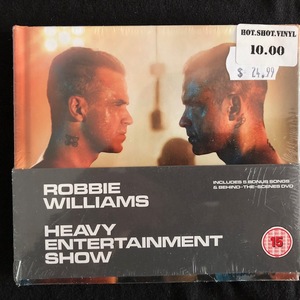 HOT.SHOT.VINYL
10.00
$ 24.99
ROBBIE
WILLIAMS
HEAVY
ENTERTAINMENT
SHOW
INCLUDES 5 BONUS SONGS
& BEHIND-THE-SCENES DVD
15